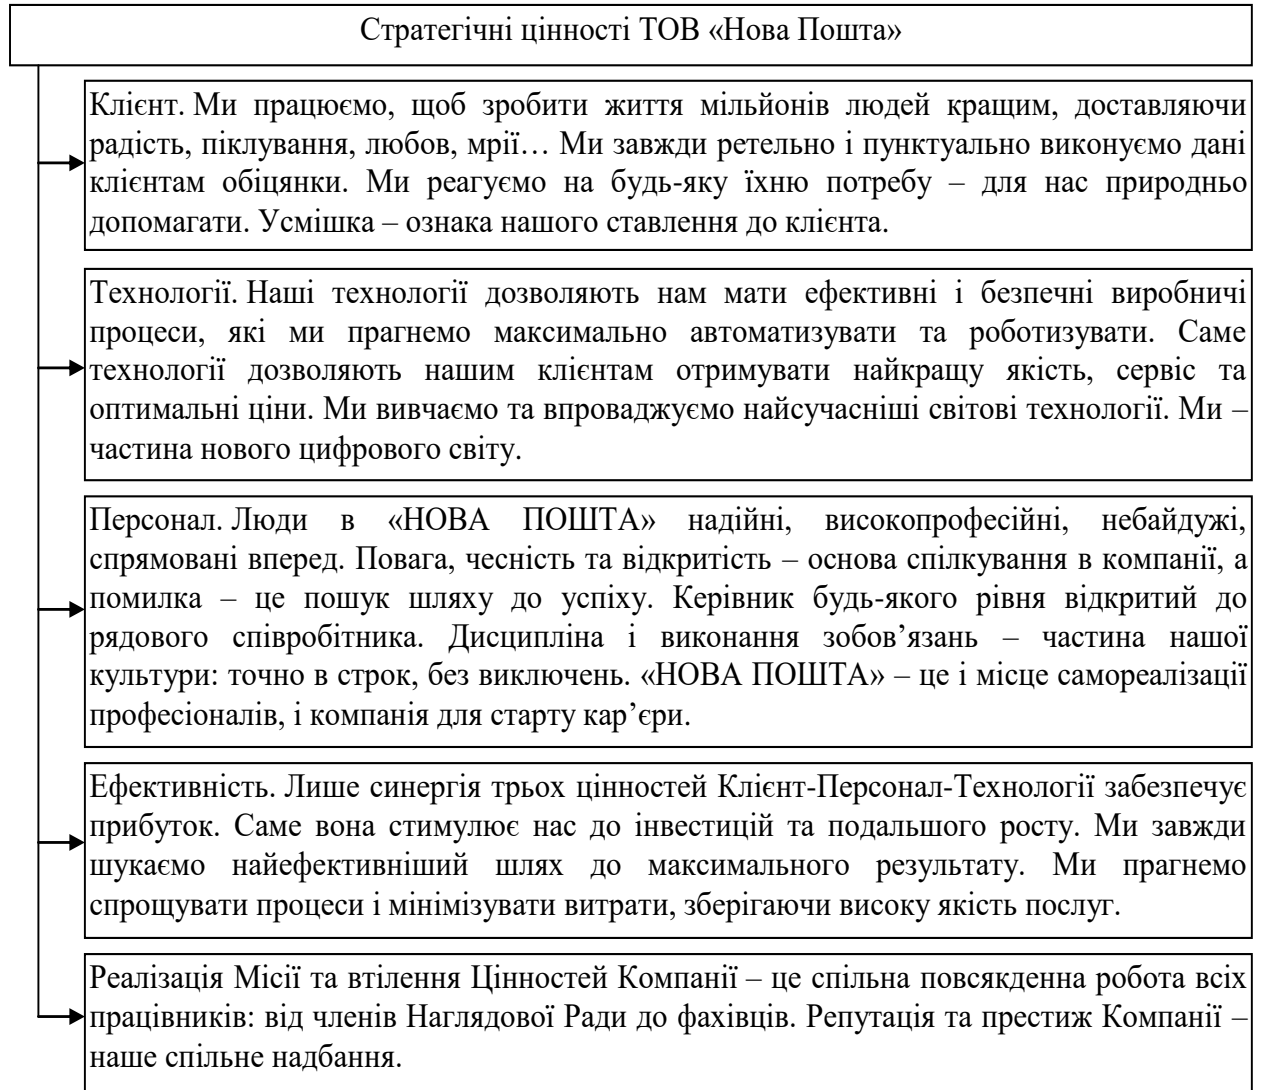 Стратегічні цінності ТОВ «Нова Пошта»
Клієнт. Ми працюємо, щоб зробити життя мільйонів людей кращим, доставляючи
радість, піклування, любов, мрії… Ми завжди ретельно і пунктуально виконуємо дані
клієнтам обіцянки. Ми реагуємо на будь-яку їхню потребу – для нас природньо
допомагати. Усмішка – ознака нашого ставлення до клієнта.
Технології. Наші технології дозволяють нам мати ефективні і безпечні виробничі
процеси, які ми прагнемо максимально автоматизувати та роботизувати. Саме
технології дозволяють нашим клієнтам отримувати найкращу якість, сервіс та
оптимальні ціни. Ми вивчаємо та впроваджуємо найсучасніші світові технології. Ми –
частина нового цифрового світу.
Персонал. Люди в «НОВА ПОШТА» надійні, високопрофесійні, небайдужі,
спрямовані вперед. Повага, чесність та відкритість – основа спілкування в компанії, а
помилка – це пошук шляху до успіху. Керівник будь-якого рівня відкритий до
рядового співробітника. Дисципліна і виконання зобов’язань – частина нашої
культури: точно в строк, без виключень. «НОВА ПОШТА» – це і місце самореалізації
професіоналів, і компанія для старту кар’єри.
Ефективність. Лише синергія трьох цінностей Клієнт-Персонал-Технології забезпечує
прибуток. Саме вона стимулює нас до інвестицій та подальшого росту. Ми завжди
шукаємо найефективніший шлях до максимального результату. Ми прагнемо
спрощувати процеси і мінімізувати витрати, зберігаючи високу якість послуг.
Реалізація Місії та втілення Цінностей Компанії – це спільна повсякденна робота всіх
працівників: від членів Наглядової Ради до фахівців. Репутація та престиж Компанії –
наше спільне надбання.